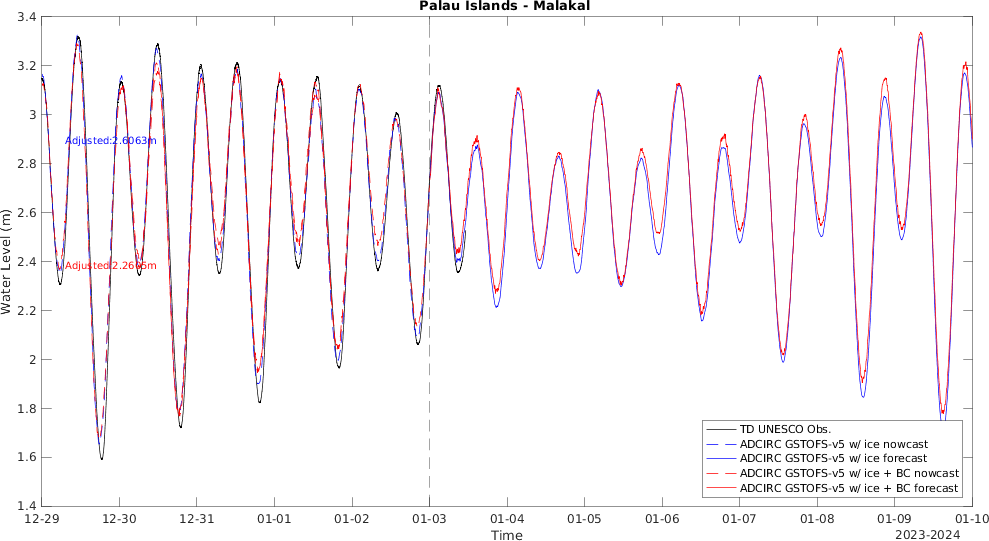 Palau Islands - Malakal
Water Level (m)
3.4
3.2
3
2.8
2.6
2.4
2.2
2
1.8
1.6
1.4
Adjusted:2.6063m
Adjusted:2.2605m
12-29
12-30
12-31
01-01
01-02
01-03
01-04
01-05
01-06
01-07
01-08
01-09
01-10
Time
2023-2024
TD UNESCO Obs.
ADCIRC GSTOFS-v5 w/ ice nowcast
ADCIRC GSTOFS-v5 w/ ice forecast
ADCIRC GSTOFS-v5 w/ ice + BC nowcast
ADCIRC GSTOFS-v5 w/ ice + BC forecast